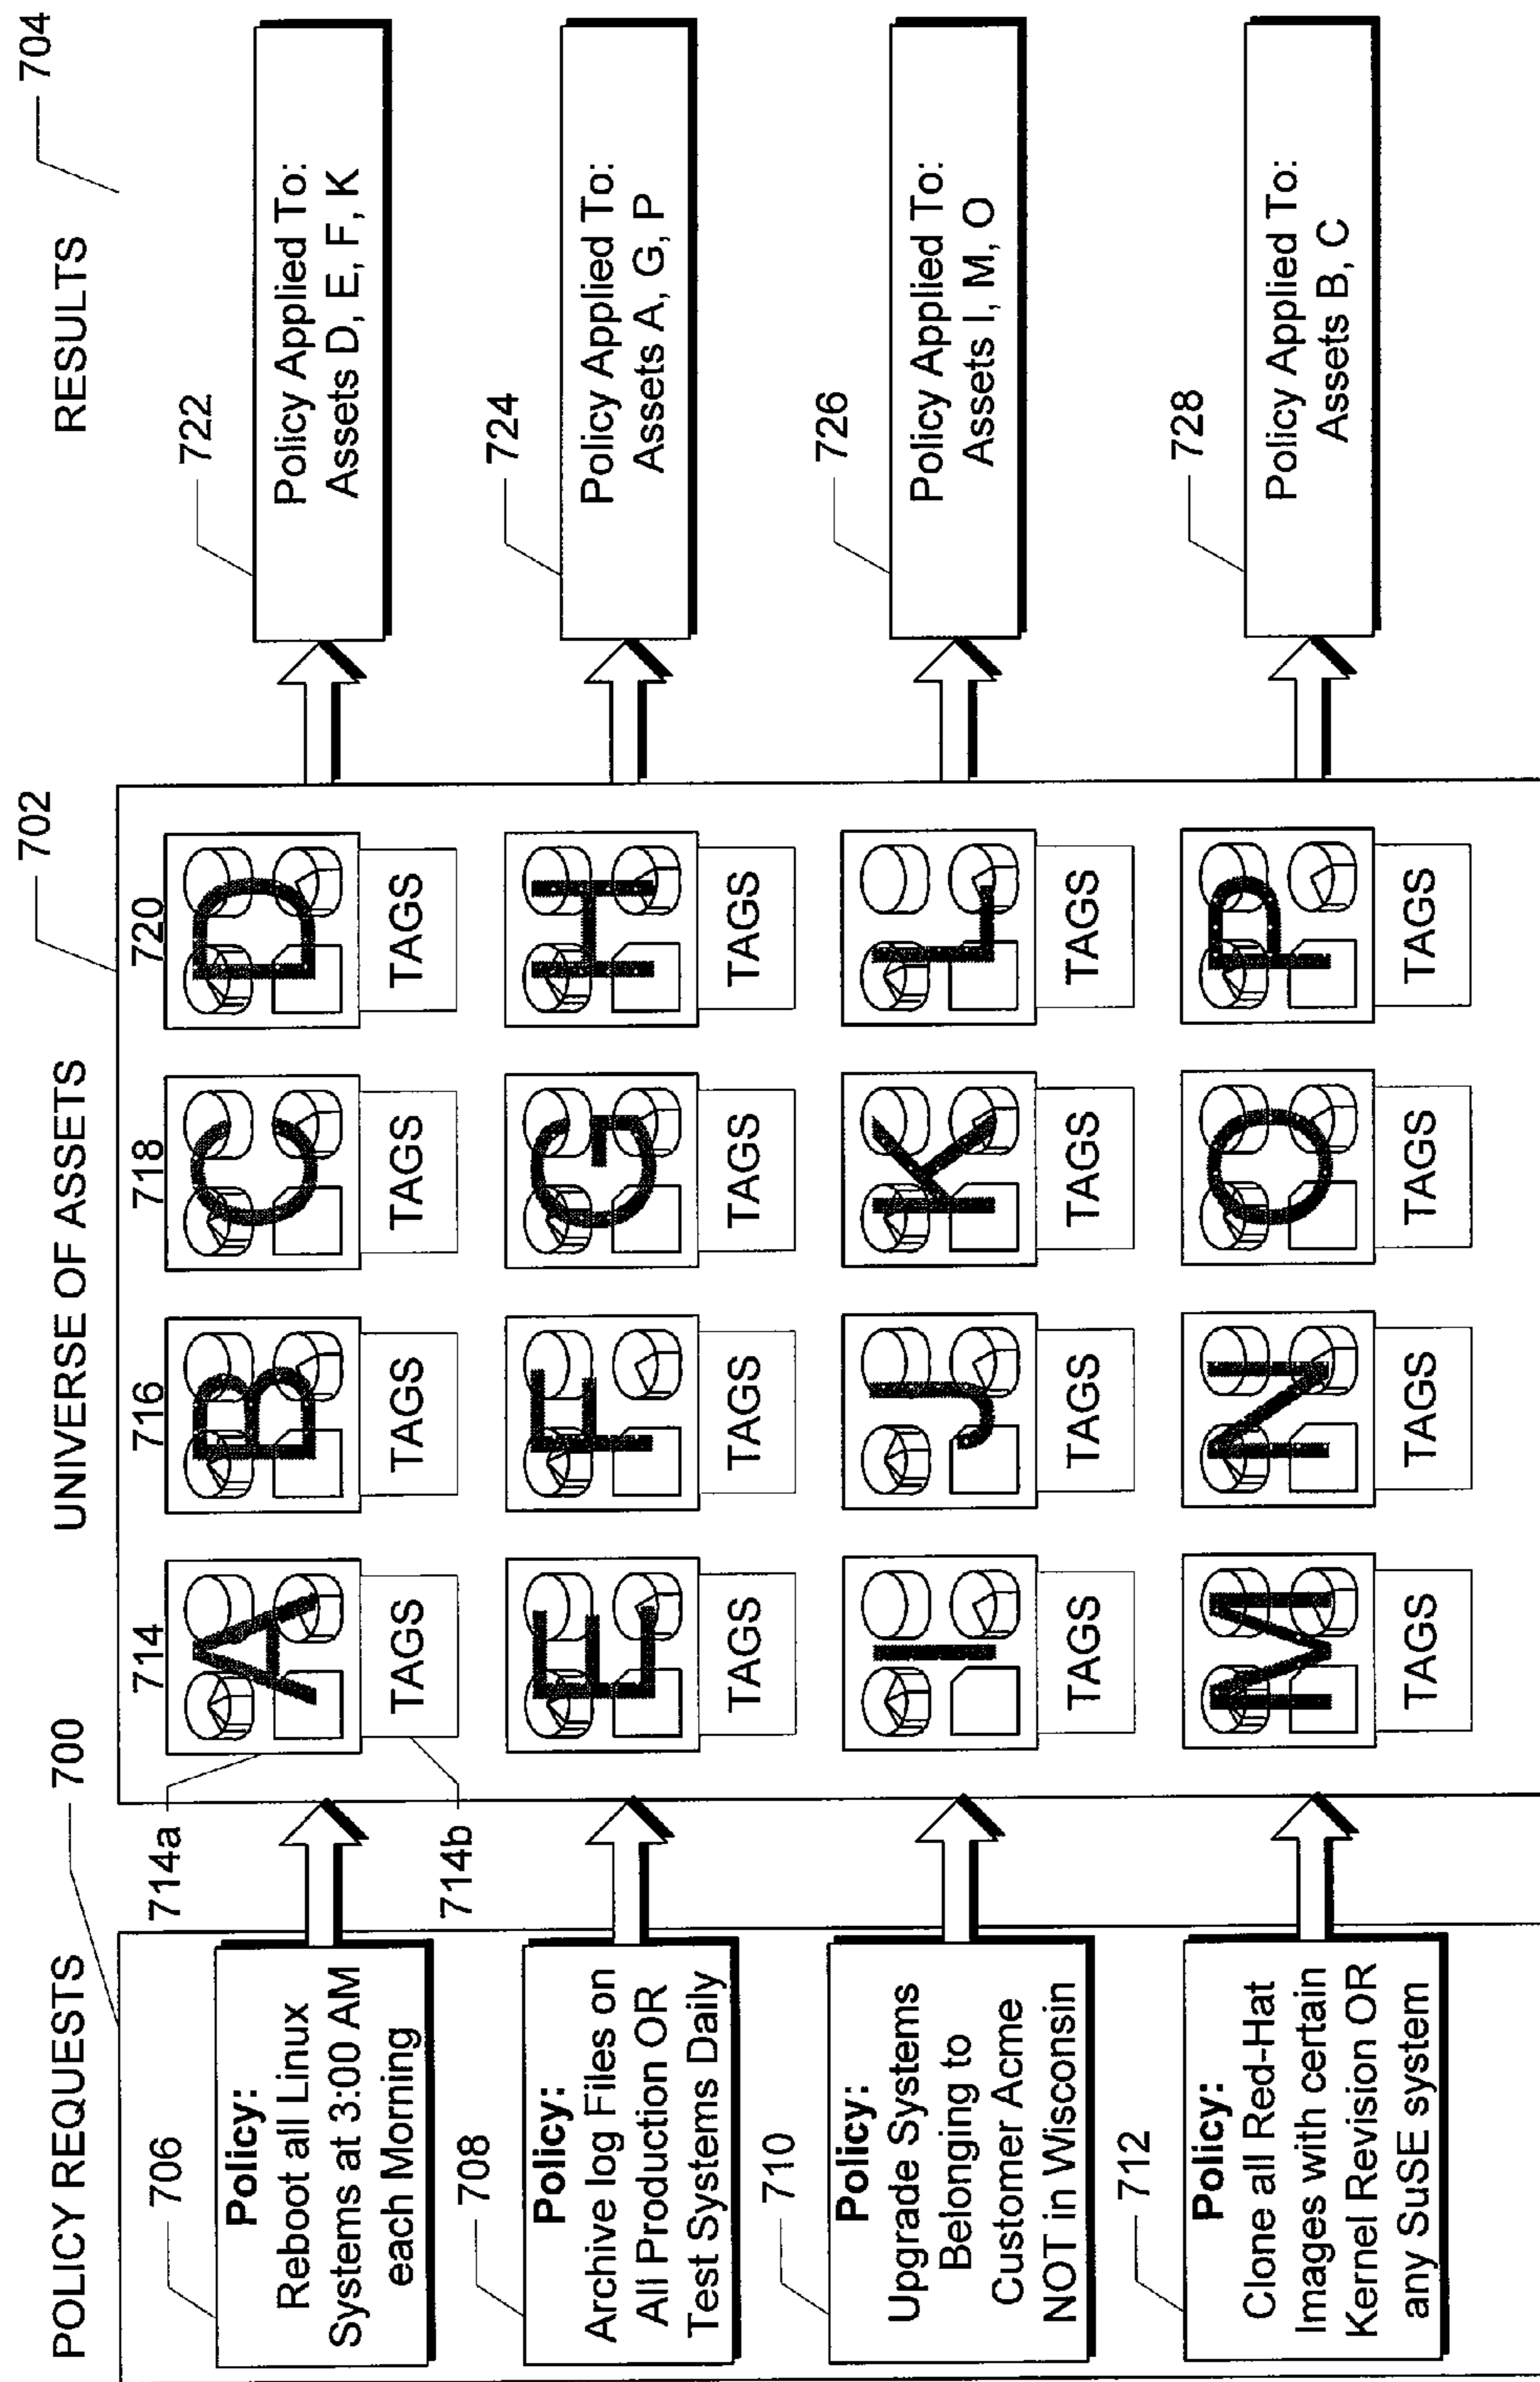 POLICY REQUESTS
700
706
Policy:
Reboot all Linux
Systems at 3:00 AM
each Morning
708
Policy:
Archive log Files on
All Production OR
Test Systems Daily
710
Policy:
Upgrade Systems
Belonging to
Customer Acme
NOT in Wisconsin
712
Policy:
Clone all Red-Hat
Images with certain
Kernel Revision OR
any SuSE system
UNIVERSE OF ASSETS
702
714 716 718 720
714a
714b
A B C D
TAGS TAGS TAGS TAGS
E F G H
TAGS TAGS TAGS TAGS
I J K L
TAGS TAGS TAGS TAGS
M N O P
TAGS TAGS TAGS TAGS
RESULTS
704
722
Policy Applied To:
Assets D, E, F, K
724
Policy Applied To:
Assets A, G, P
726
Policy Applied To:
Assets I, M, O
728
Policy Applied To:
Assets B, C